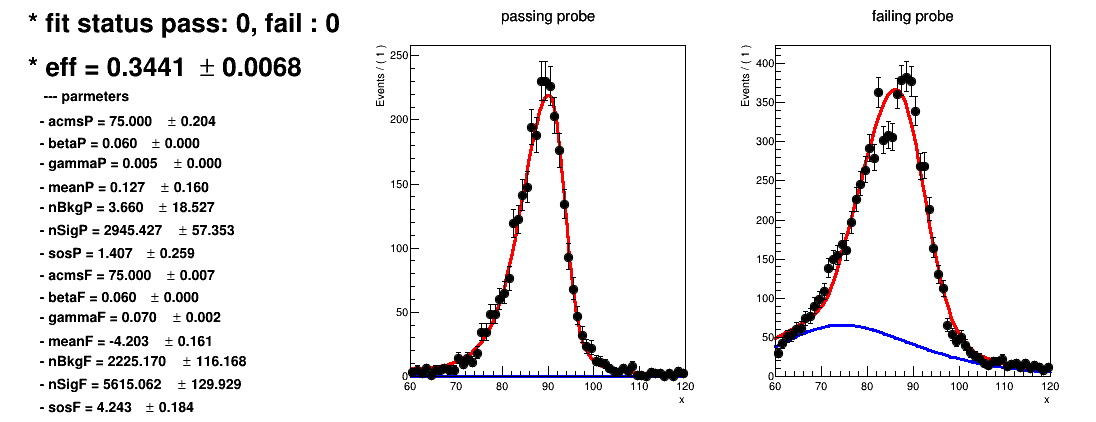 * fit status pass: 0, fail : 0
* eff = 0.3441 ± 0.0068
--- parmeters
- acmsP = 75.000 ± 0.204
- betaP = 0.060 ± 0.000
- gammaP = 0.005 ± 0.000
- meanP = 0.127 ± 0.160
- nBkgP = 3.660 ± 18.527
- nSigP = 2945.427 ± 57.353
- sosP = 1.407 ± 0.259
- acmsF = 75.000 ± 0.007
- betaF = 0.060 ± 0.000
- gammaF = 0.070 ± 0.002
- meanF = -4.203 ± 0.161
- nBkgF = 2225.170 ± 116.168
- nSigF = 5615.062 ± 129.929
- sosF = 4.243 ± 0.184
passing probe
Events / ( 1 )
250
200
150
100
50
0
60 70 80 90 100 110 120
x
failing probe
Events / ( 1 )
400
350
300
250
200
150
100
50
0
60 70 80 90 100 110 120
x